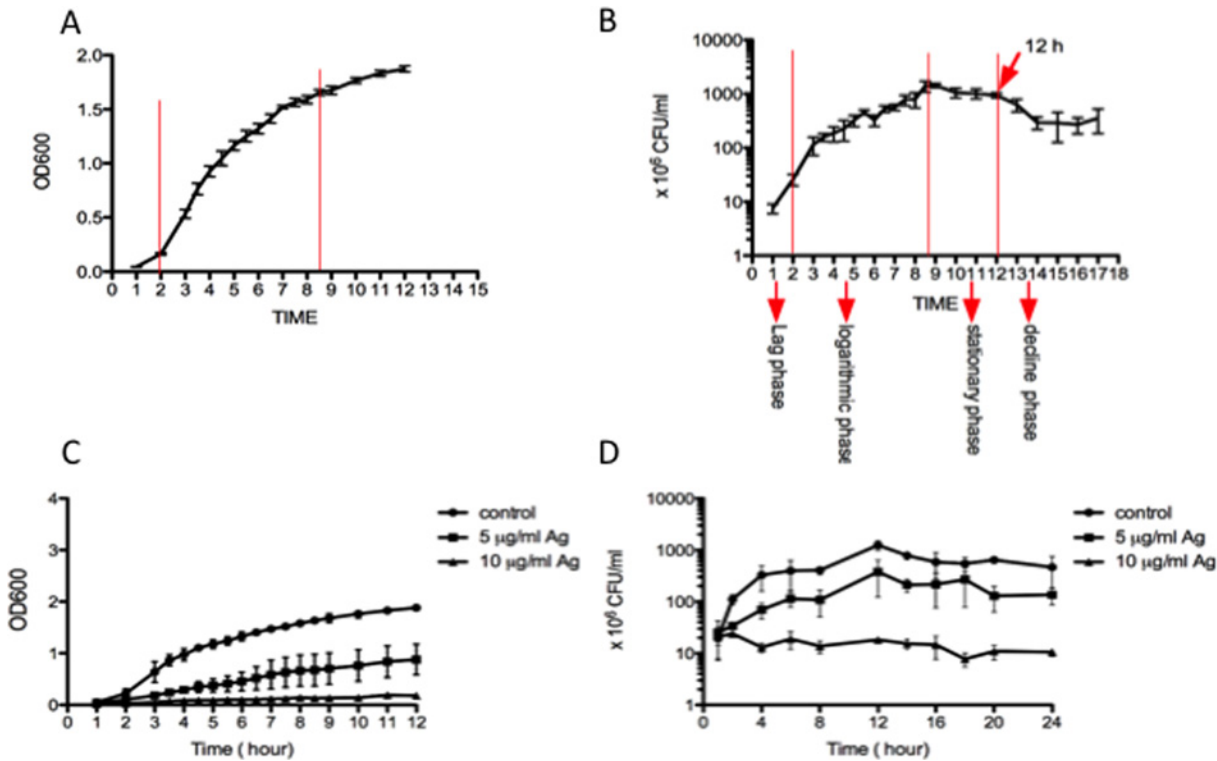 A
OD600
2.0
1.5
1.0
0.5
0.0
0 1 2 3 4 5 6 7 8 9 10 11 12 13 14 15
TIME
B
x 10⁶ CFU/ml
10000
1000
100
10
1
12 h
0 1 2 3 4 5 6 7 8 9 10 11 12 13 14 15 16 17 18
TIME
Lag phase
logarithmic phase
stationary phase
decline phase
C
OD600
4
3
2
1
0
0 1 2 3 4 5 6 7 8 9 10 11 12
Time ( hour)
control
5 µg/ml Ag
10 µg/ml Ag
D
x 10⁶ CFU/ml
10000
1000
100
10
1
0 4 8 12 16 20 24
Time ( hour)
control
5 µg/ml Ag
10 µg/ml Ag